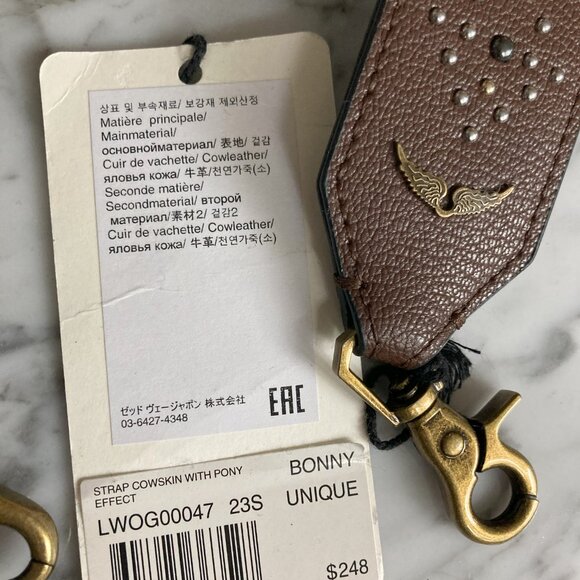 상표 및 부속재료/ 보강재 제외산정
Matière principale/
Mainmaterial/
основнойматериал/ 表地/ 겉감
Cuir de vachette/ Cowleather/
яловья кожа/ 牛革/천연가죽(소)
Seconde matière/
Secondmaterial/ второй
материал/素材2/ 겉감2
Cuir de vachette/ Cowleather/
яловья кожа/ 牛革/천연가죽(소)
ゼッド ヴェージャポン 株式会社
03-6427-4348
EAC
STRAP COWSKIN WITH PONY
EFFECT
BONNY
LWOG00047 23S UNIQUE
$248